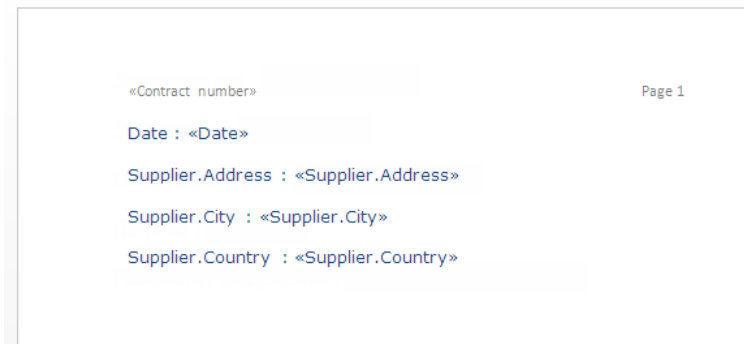 «Contract number» Page 1
Date : «Date»
Supplier.Address : «Supplier.Address»
Supplier.City : «Supplier.City»
Supplier.Country : «Supplier.Country»